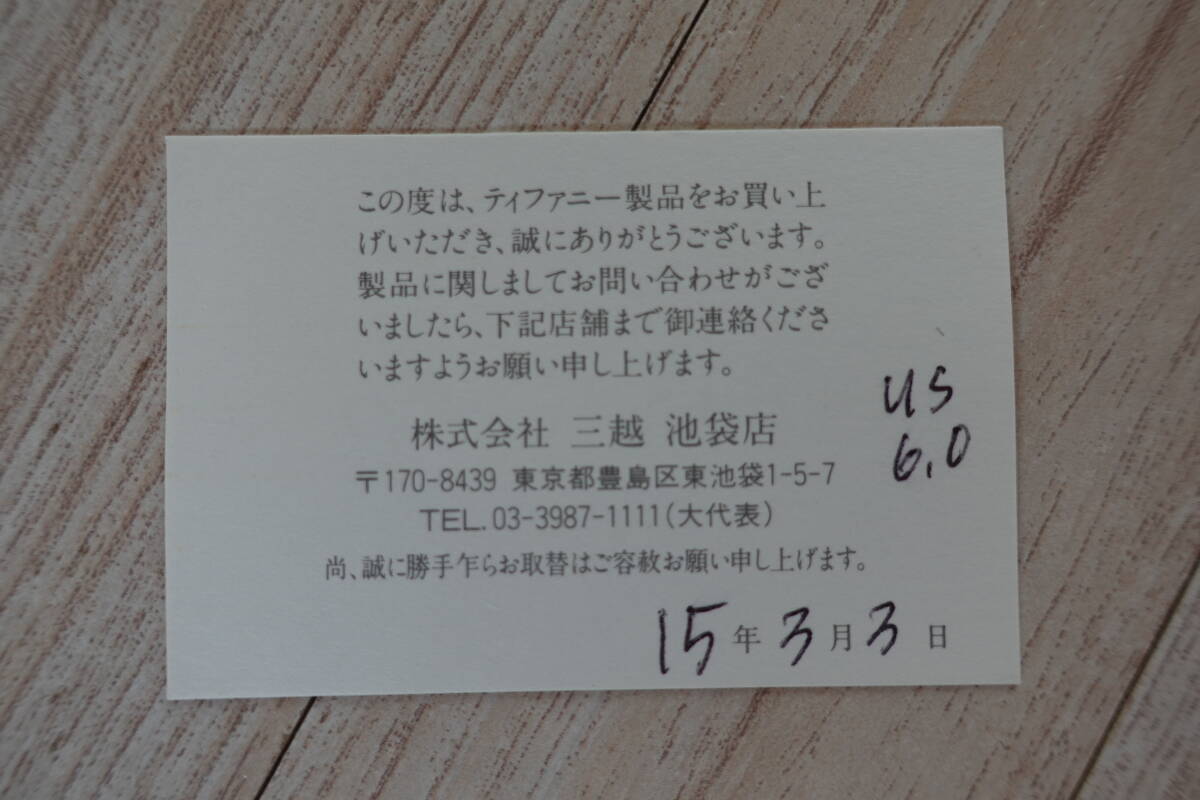 この度は、ティファニー製品をお買い上
げいただき、誠にありがとうございます。
製品に関しましてお問い合わせがござ
いましたら、下記店舗まで御連絡くださ
いますようお願い申し上げます。
US
6.0
株式会社 三越 池袋店
〒170-8439 東京都豊島区東池袋1-5-7
TEL.03-3987-1111(大代表)
尚、誠に勝手乍らお取替はご容赦お願い申し上げます。
15年3月3日